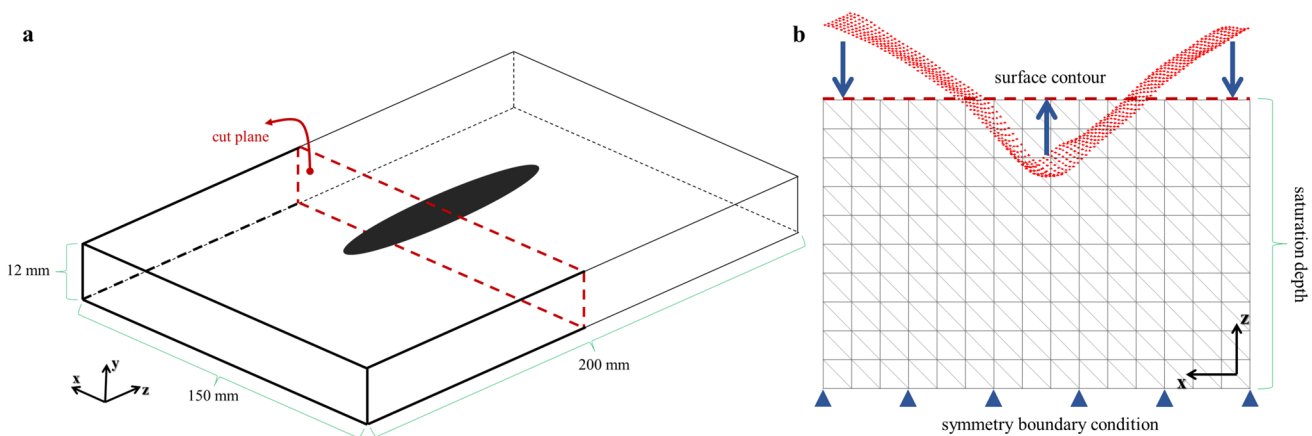 a
cut plane
12 mm
y
x
z
150 mm
200 mm
b
surface contour
saturation depth
z
x
symmetry boundary condition